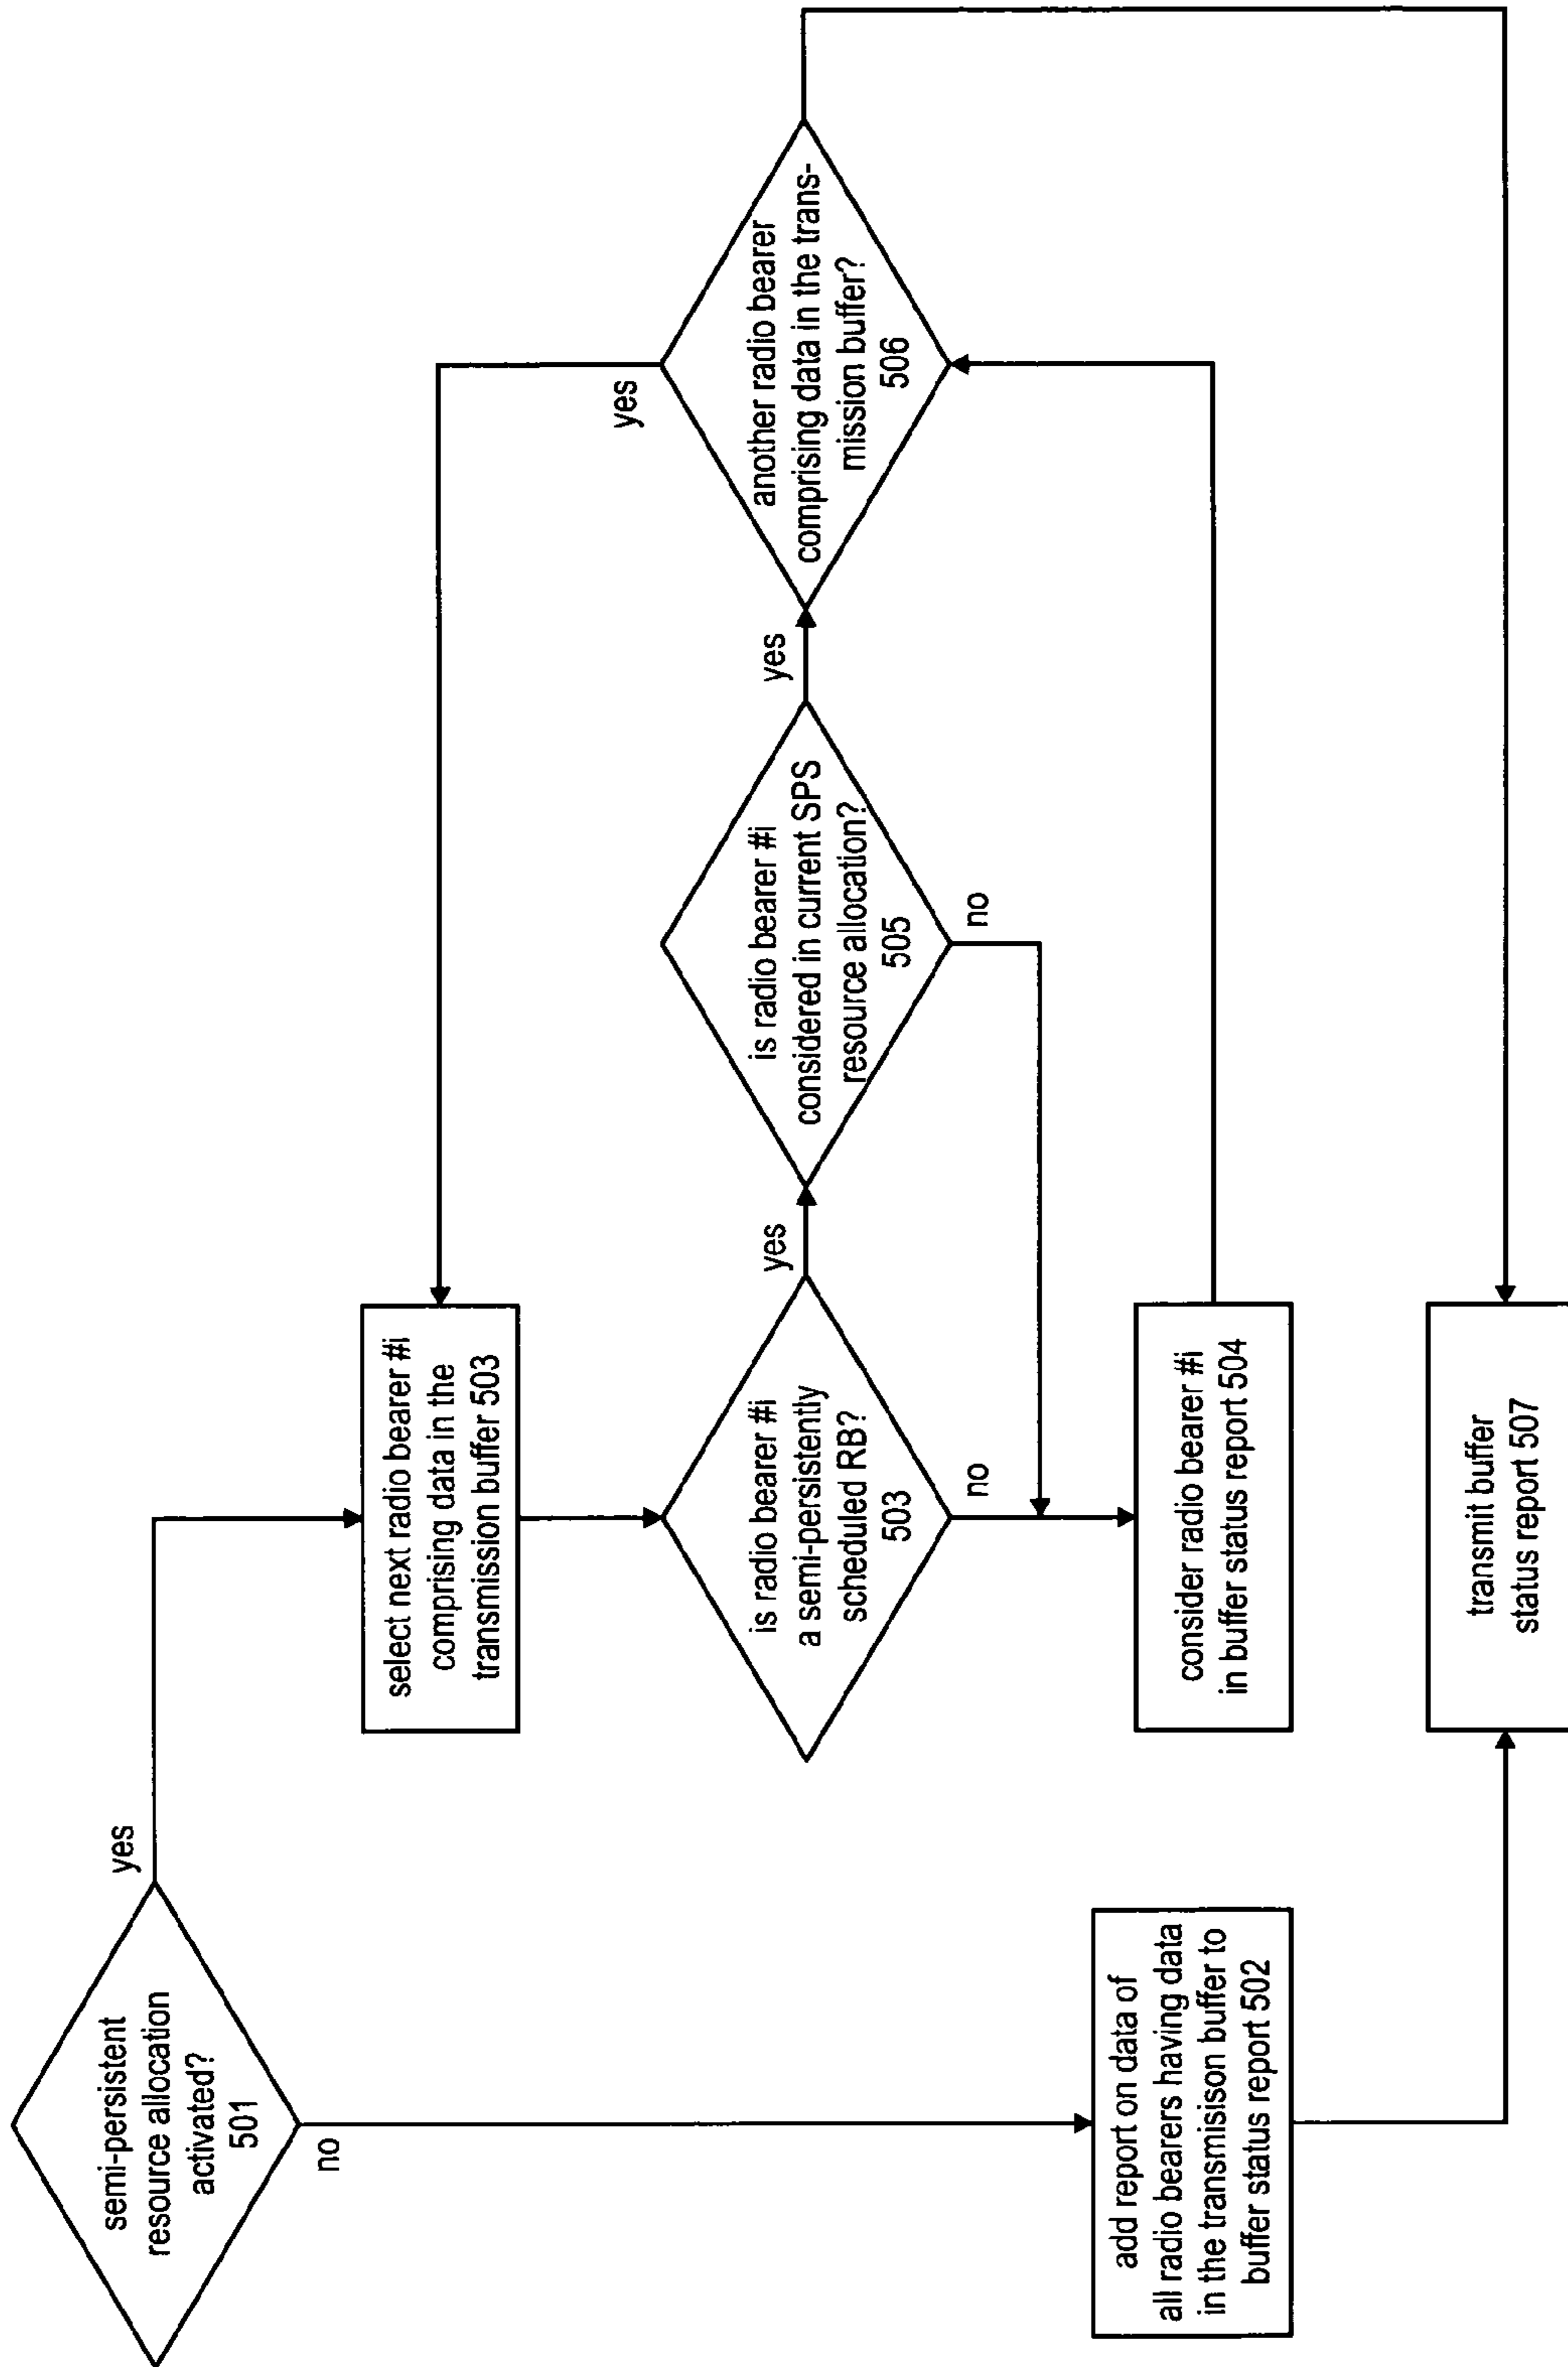 semi-persistent
resource allocation
activated?
501
yes
no
select next radio bearer #i
comprising data in the
transmission buffer 503
is radio bearer #i
a semi-persistently
scheduled RB?
503
yes
no
is radio bearer #i
considered in current SPS
resource allocation?
505
yes
no
another radio bearer
comprising data in the trans-
mission buffer?
506
yes
add report on data of
all radio bearers having data
in the transmisison buffer to
buffer status report 502
consider radio bearer #i
in buffer status report 504
transmit buffer
status report 507